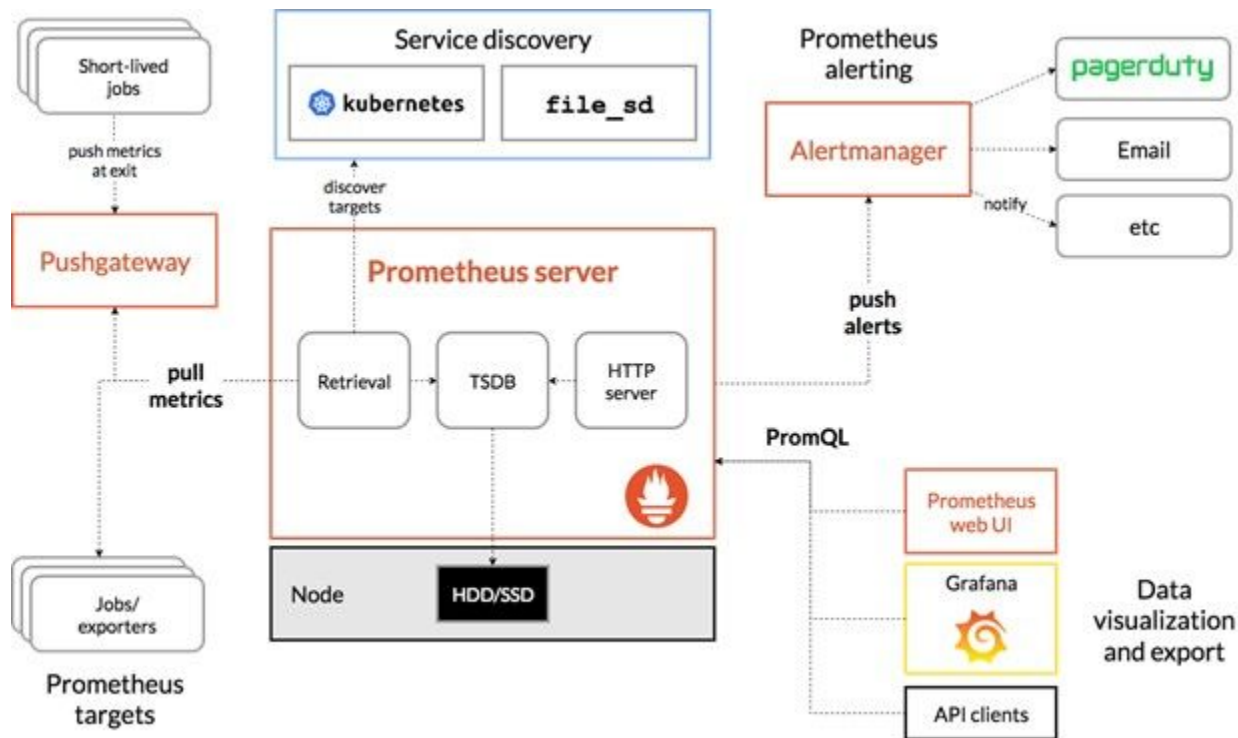 Short-lived
jobs
push metrics
at exit
Pushgateway
pull
metrics
Jobs/
exporters
Prometheus
targets
Service discovery
kubernetes
file_sd
discover
targets
Prometheus server
Retrieval
TSDB
HTTP
server
Node
HDD/SSD
Prometheus
alerting
Alertmanager
pagerduty
Email
notify
etc
push
alerts
PromQL
Prometheus
web UI
Grafana
API clients
Data
visualization
and export